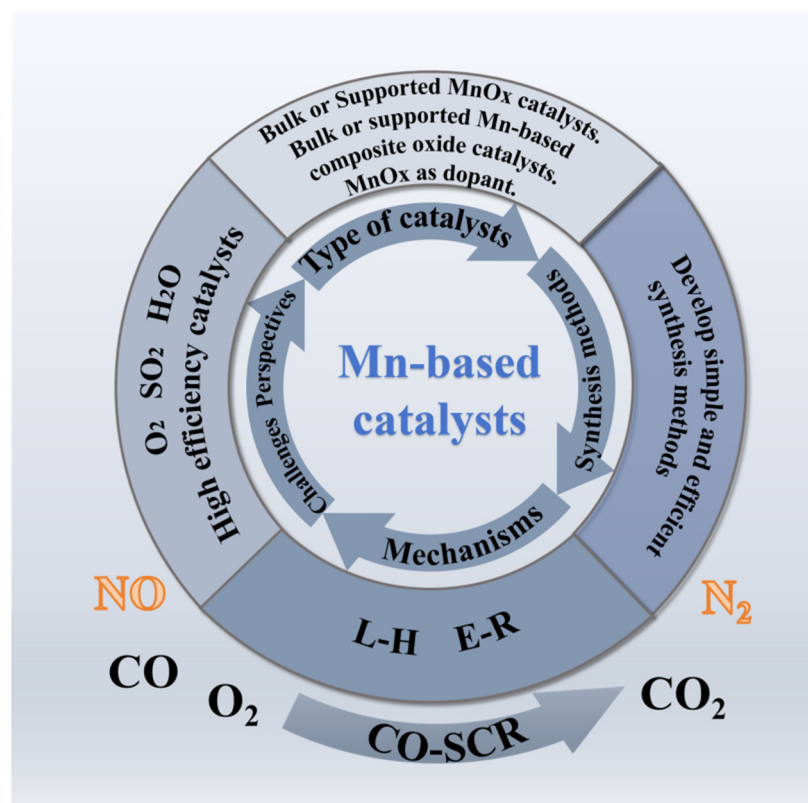 Bulk or Supported MnOx catalysts.
Bulk or supported Mn-based
composite oxide catalysts.
MnOx as dopant.
Type of catalysts
Synthesis methods
Develop simple and efficient
synthesis methods
Mn-based
catalysts
Challenges Perspectives
O₂ SO₂ H₂O
High efficiency catalysts
Mechanisms
L-H E-R
NO
CO
O₂
CO-SCR
N₂
CO₂